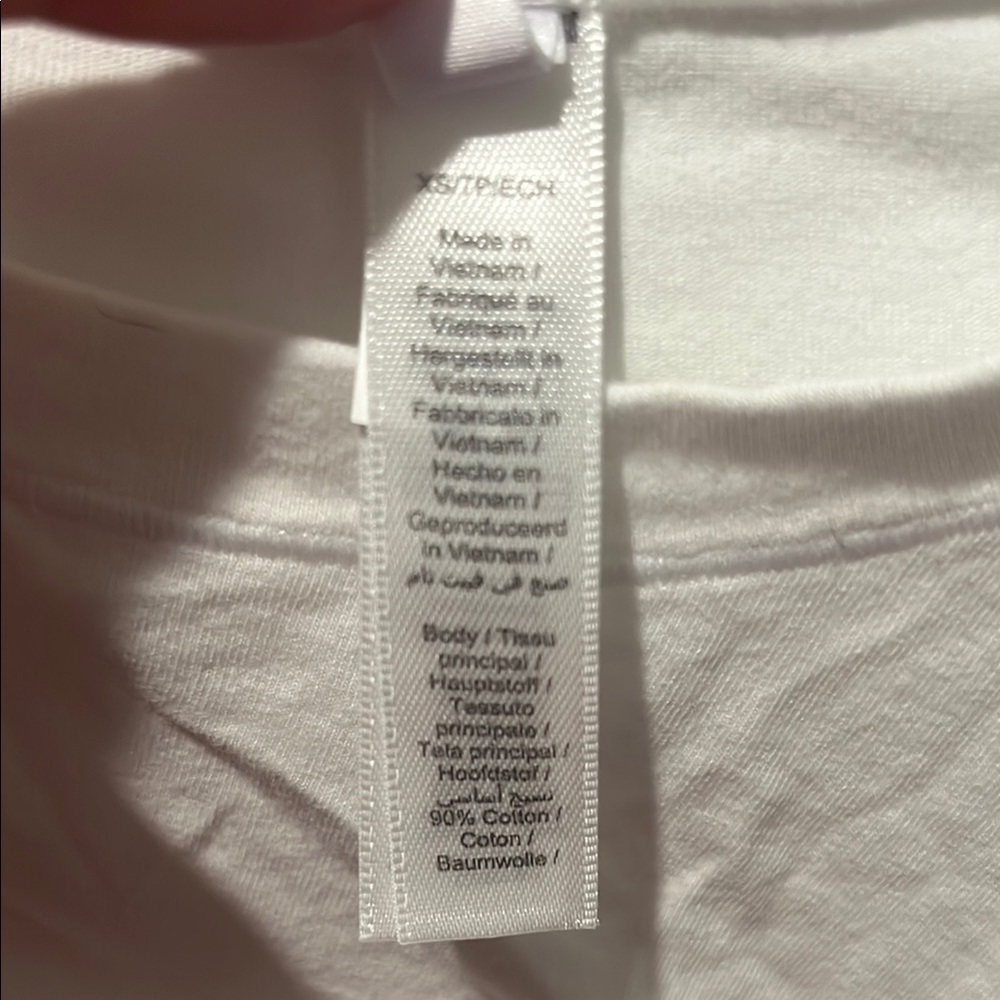 XS/TP/ECH
Made in
Vietnam /
Fabriqué au
Vietnam /
Hergestellt in
Vietnam /
Fabbricato in
Vietnam /
Hecho en
Vietnam /
Geproduceerd
in Vietnam /
صنع في فيت نام
Body / Tissu
principal /
Hauptstoff /
Tessuto
principale /
Tela principal /
Hoofdstof /
نسيج أساسي
90% Cotton /
Coton /
Baumwolle /